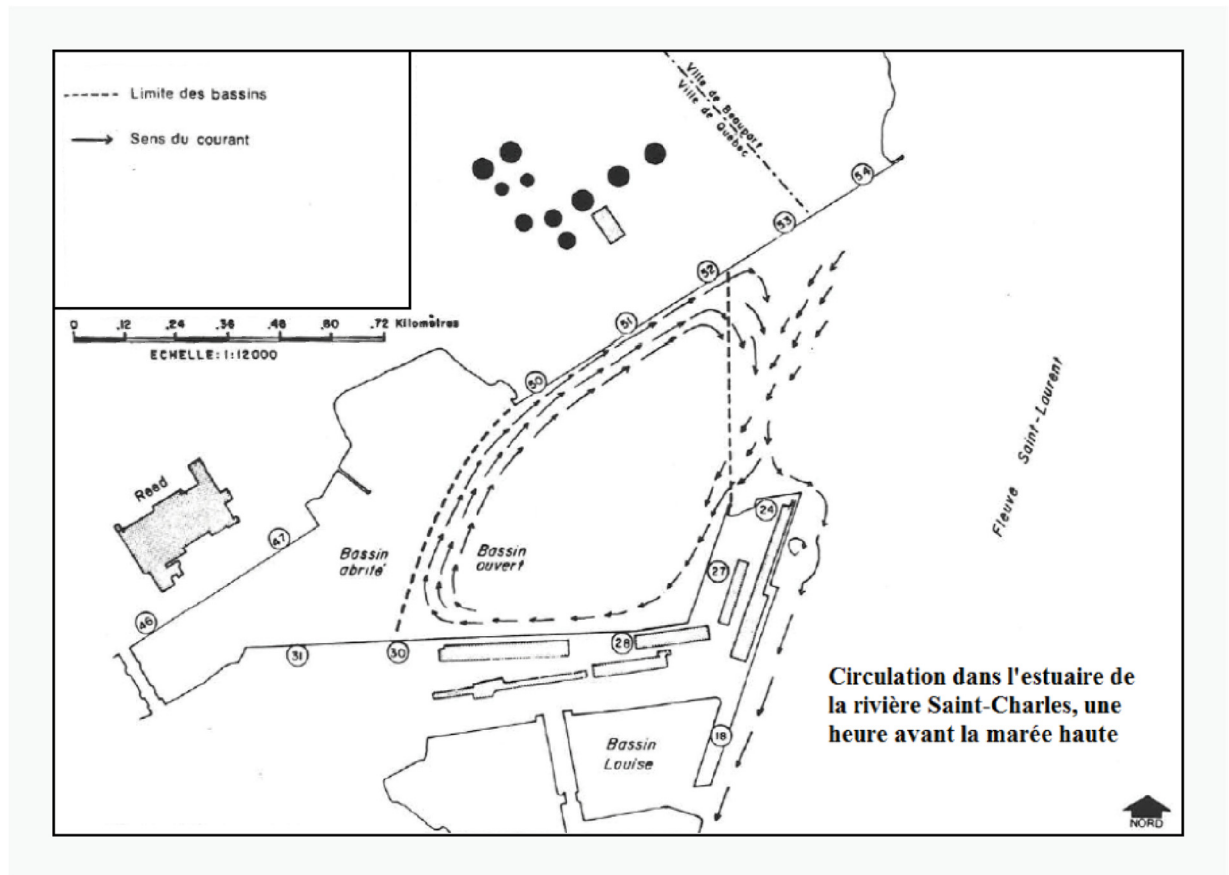 Limite des bassins
Sens du courant
0 .12 .24 .36 .48 .60 .72 Kilomètres
ECHELLE: 1:12000
Ville de Beauport
Ville de Québec
54
53
52
51
50
Reed
47
46
Bassin
abrité
Bassin
ouvert
24
27
28
31
30
18
Bassin
Louise
Fleuve Saint-Laurent
Circulation dans l'estuaire de
la rivière Saint-Charles, une
heure avant la marée haute
NORD